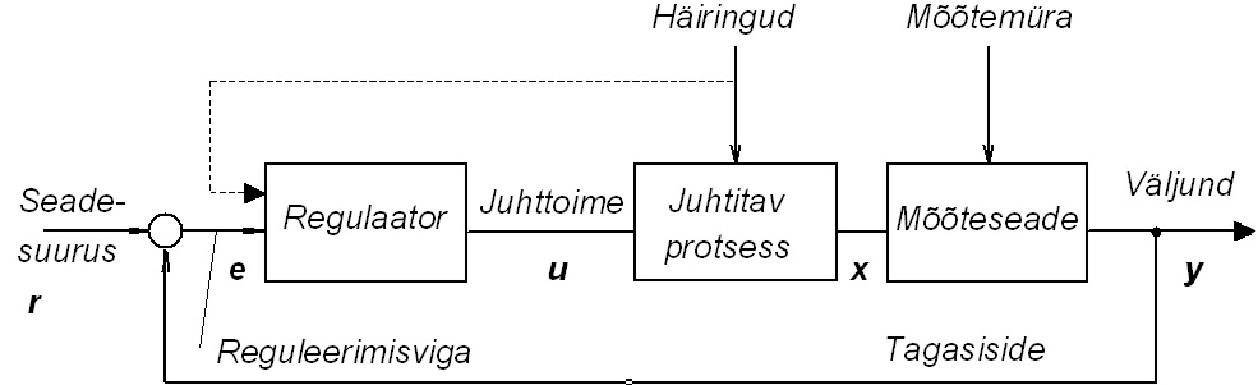 Häiringud
Mõõtemüra
Seade-
suurus
r
e
Regulaator
Juhttoime
u
Juhtitav
protsess
x
Mõõteseade
Väljund
y
Reguleerimisviga
Tagasiside